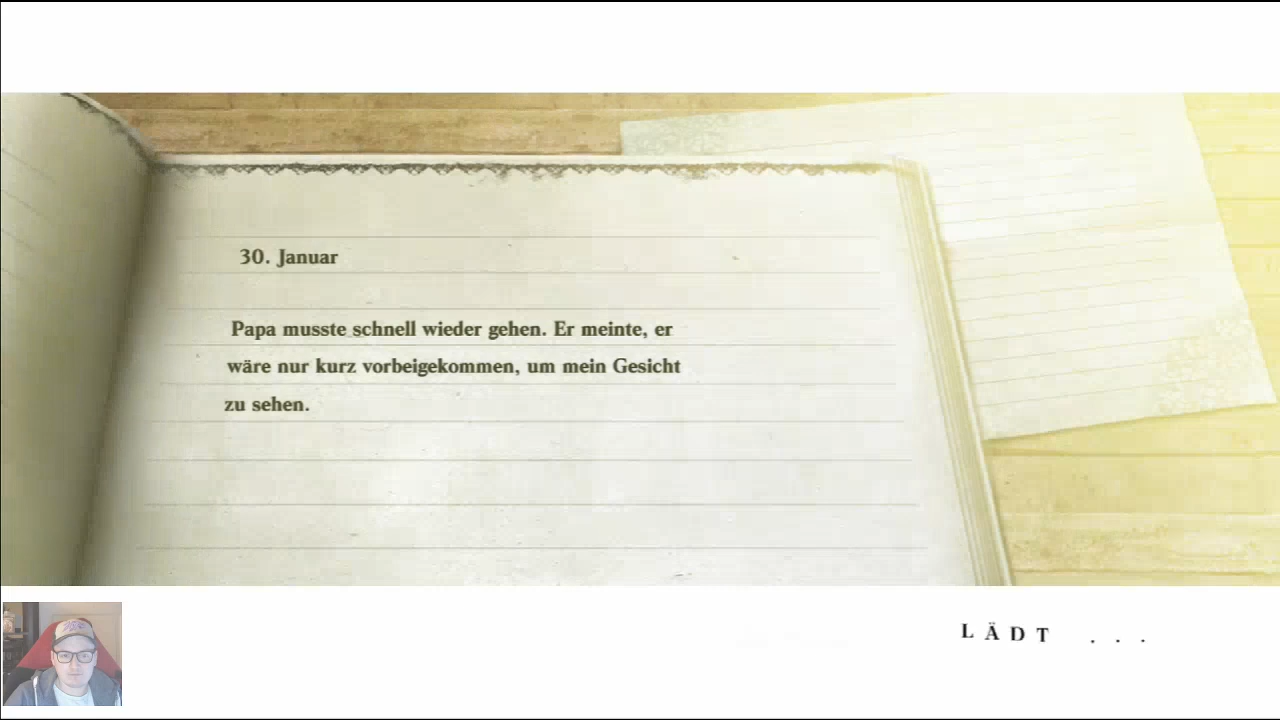 30. Januar
Papa musste schnell wieder gehen. Er meinte, er
wäre nur kurz vorbeigekommen, um mein Gesicht
zu sehen.
LÄDT ...